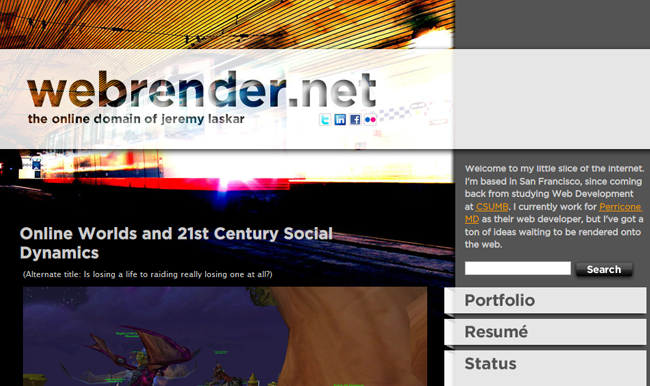 webrender.net
the online domain of jeremy laskar
Welcome to my little slice of the internet.
I'm based in San Francisco, since coming
back from studying Web Development
at CSUMB. I currently work for Perricone
MD as their web developer, but I've got a
ton of ideas waiting to be rendered onto
the web.
Search
Portfolio
Resumé
Status
Online Worlds and 21st Century Social
Dynamics
(Alternate title: Is losing a life to raiding really losing one at all?)